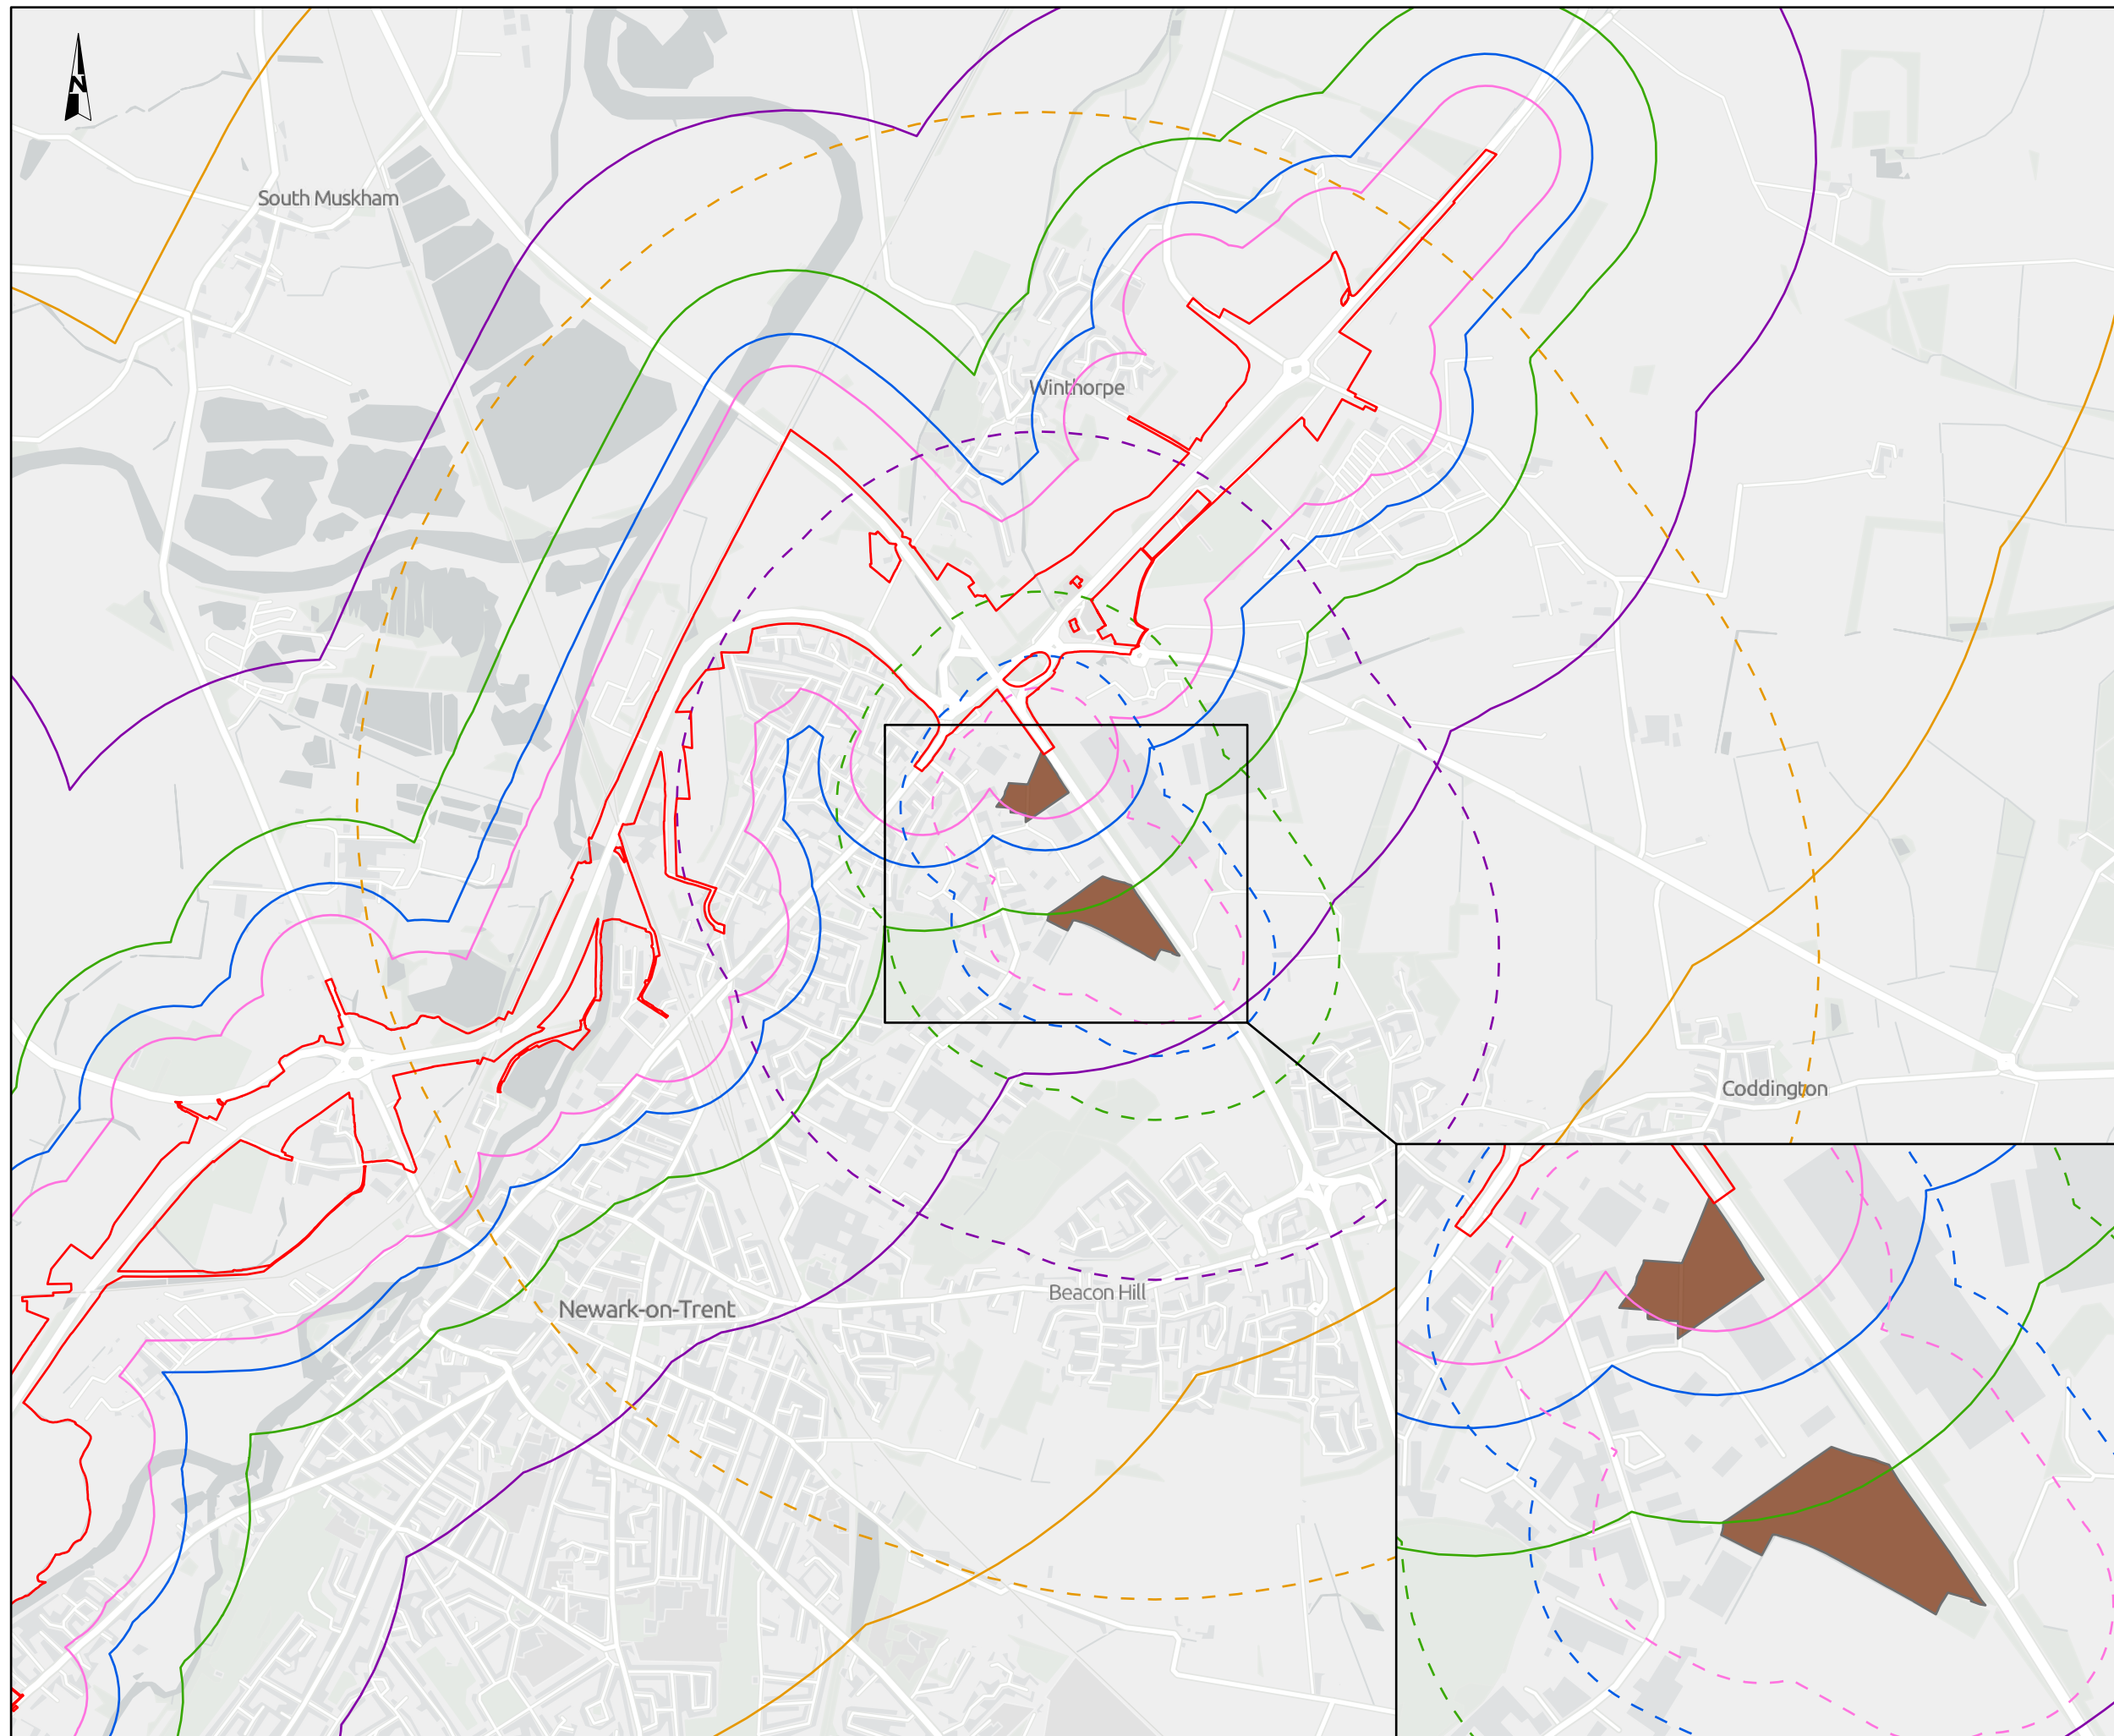 N
South Muskham
Winthorpe
Coddington
Beacon Hill
Newark-on-Trent